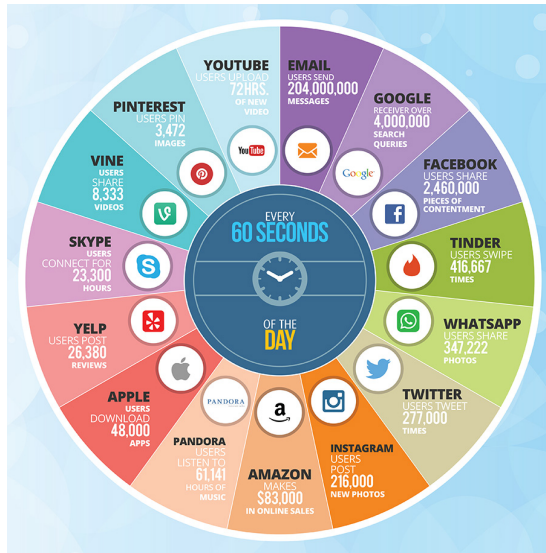 EVERY
60 SECONDS
OF THE
DAY
EMAIL
USERS SEND
204,000,000
MESSAGES
GOOGLE
RECEIVER OVER
4,000,000
SEARCH
QUERIES
Google
FACEBOOK
USERS SHARE
2,460,000
PIECES OF
CONTENTMENT
TINDER
USERS SWIPE
416,667
TIMES
WHATSAPP
USERS SHARE
347,222
PHOTOS
TWITTER
USERS TWEET
277,000
TIMES
INSTAGRAM
USERS
POST
216,000
NEW PHOTOS
a
AMAZON
MAKES
$83,000
IN ONLINE SALES
PANDORA
PANDORA
USERS
LISTEN TO
61,141
HOURS OF
MUSIC
APPLE
USERS
DOWNLOAD
48,000
APPS
YELP
USERS POST
26,380
REVIEWS
SKYPE
USERS
CONNECT FOR
23,300
HOURS
VINE
USERS
SHARE
8,333
VIDEOS
PINTEREST
USERS PIN
3,472
IMAGES
YOUTUBE
USERS UPLOAD
72HRS.
OF NEW
VIDEO
YouTube